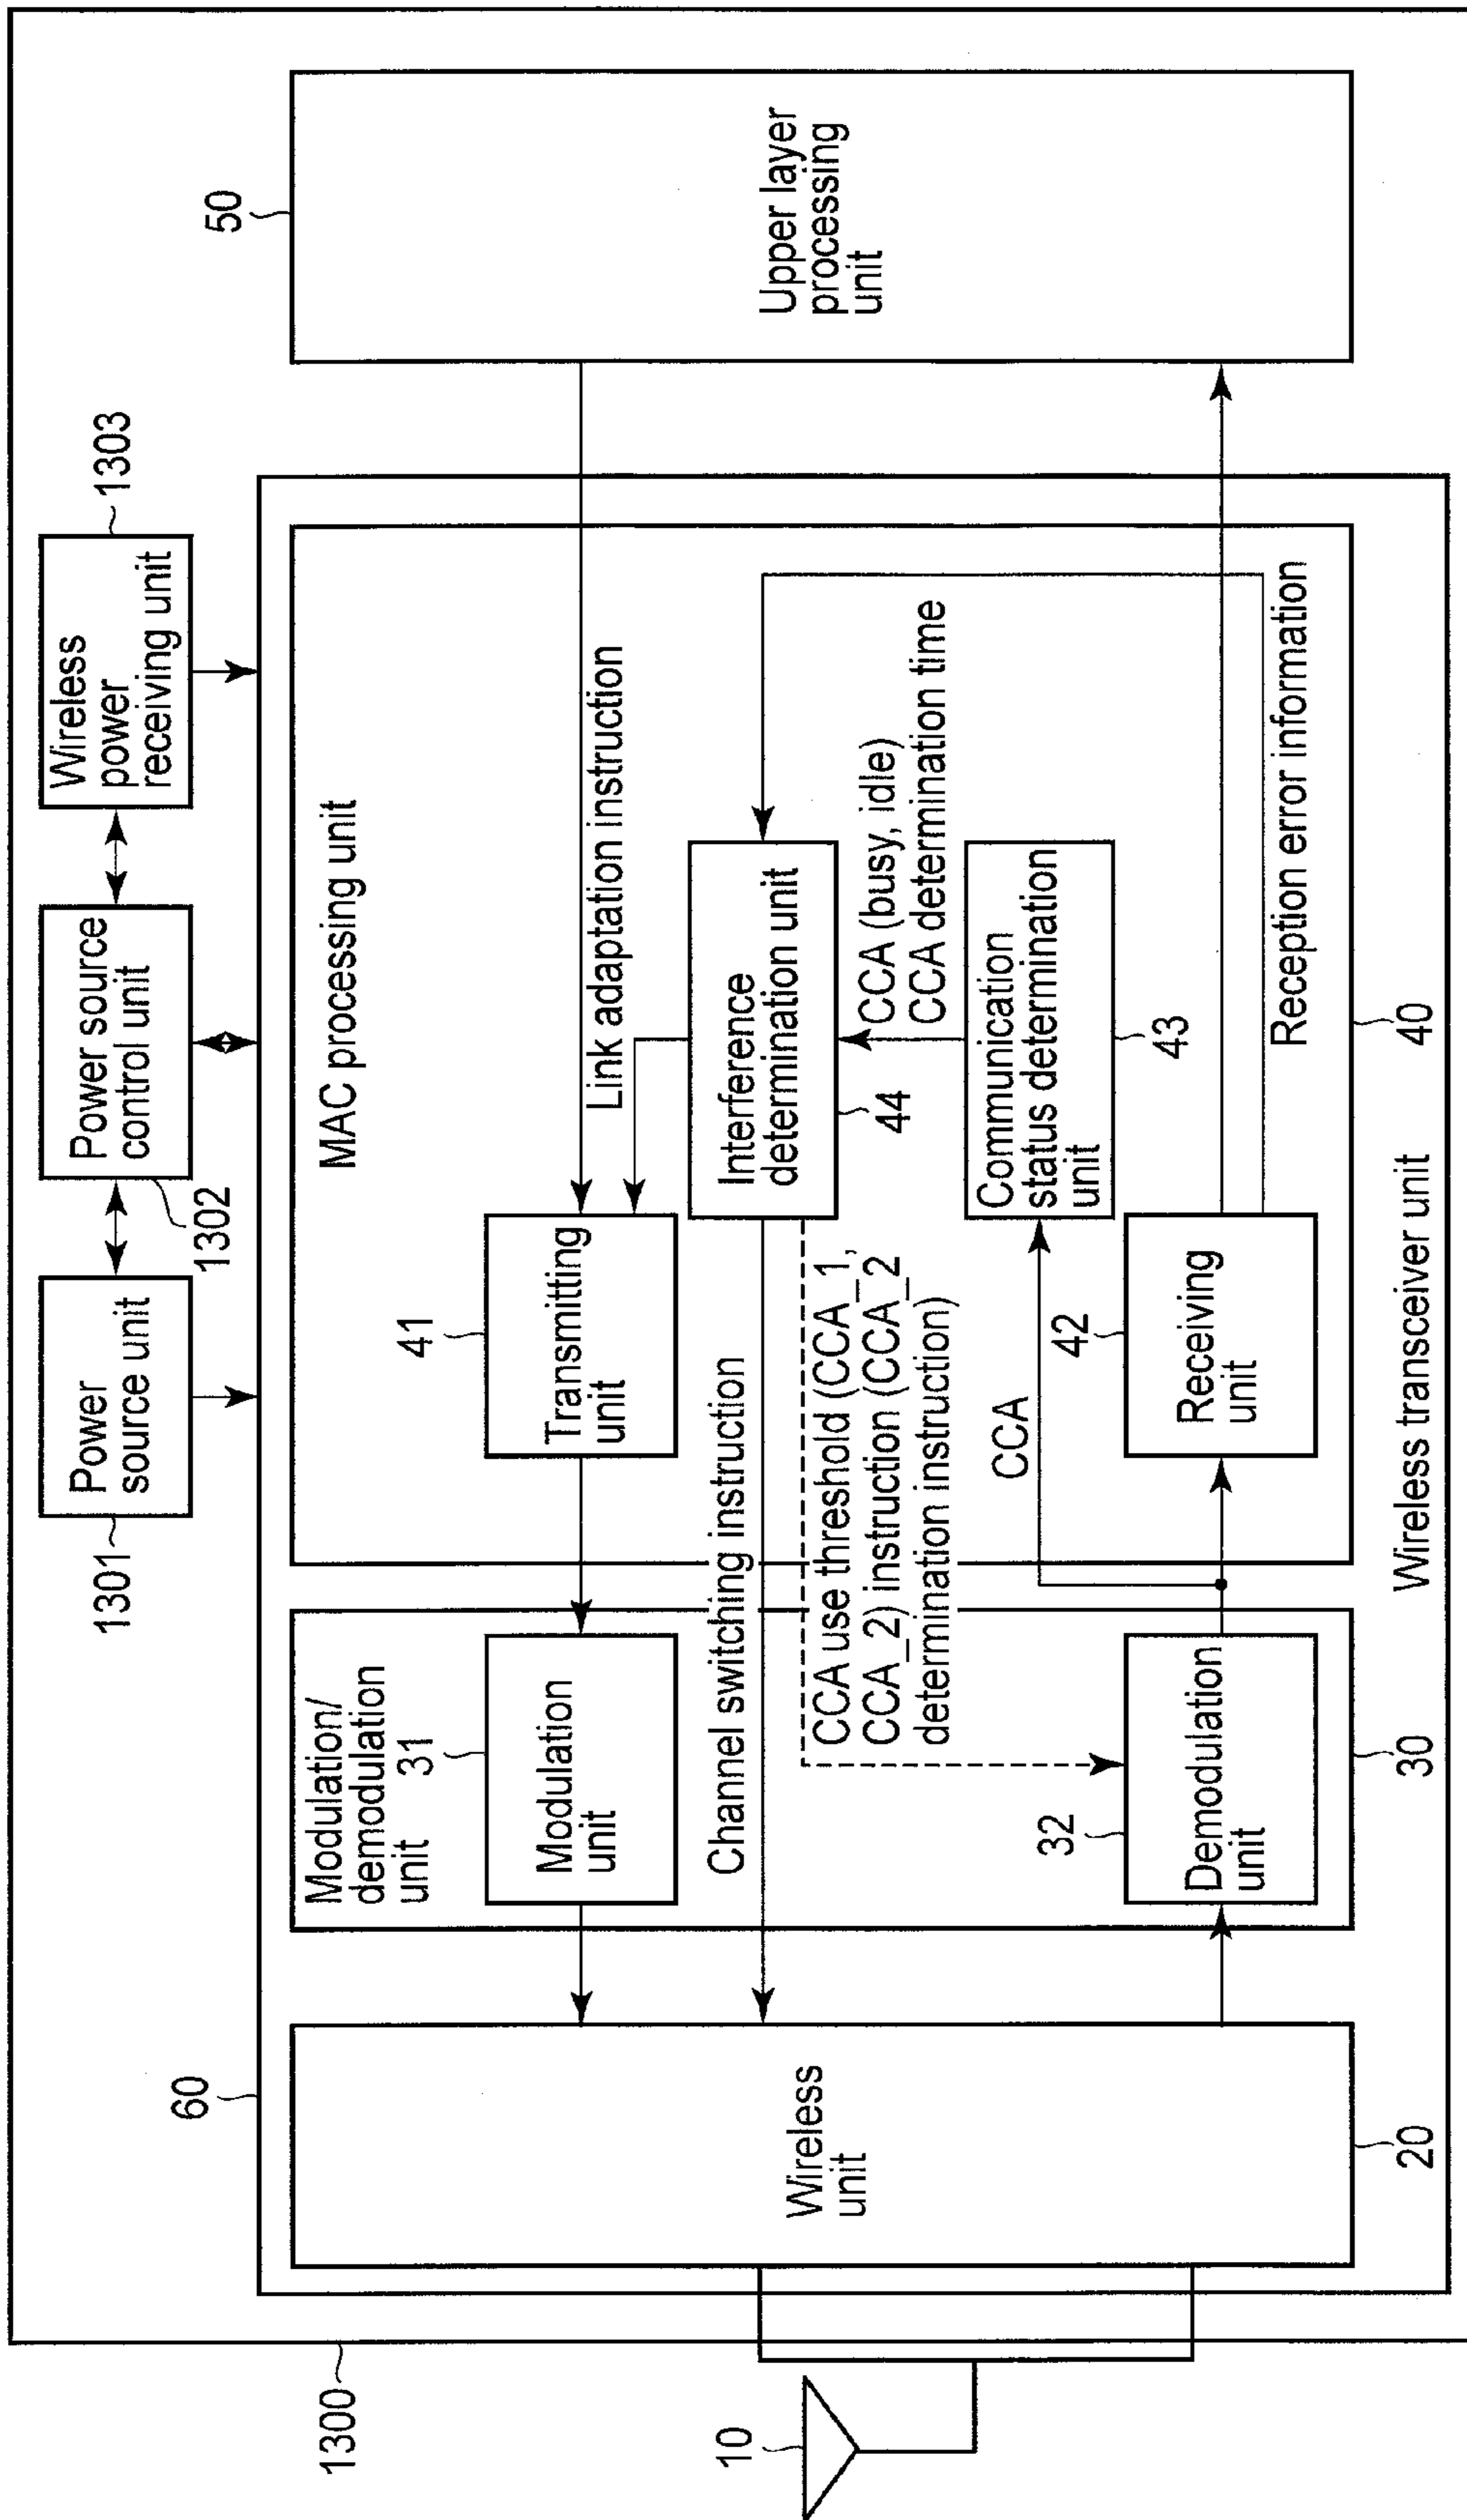 1301
Power
source unit
1302
Power source
control unit
1303
Wireless
power
receiving unit
50
Upper layer
processing
unit
60
1300
10
Wireless
unit
20
Modulation/
demodulation
unit
31
Modulation
unit
32
Demodulation
unit
30
MAC processing unit
41
Transmitting
unit
Link adaptation instruction
Channel switching instruction
Interference
determination unit
44
CCA use threshold (CCA_1,
CCA_2) instruction (CCA_2
determination instruction)
CCA (busy, idle)
CCA determination time
Communication
status determination
unit
43
CCA
42
Receiving
unit
Reception error information
40
Wireless transceiver unit